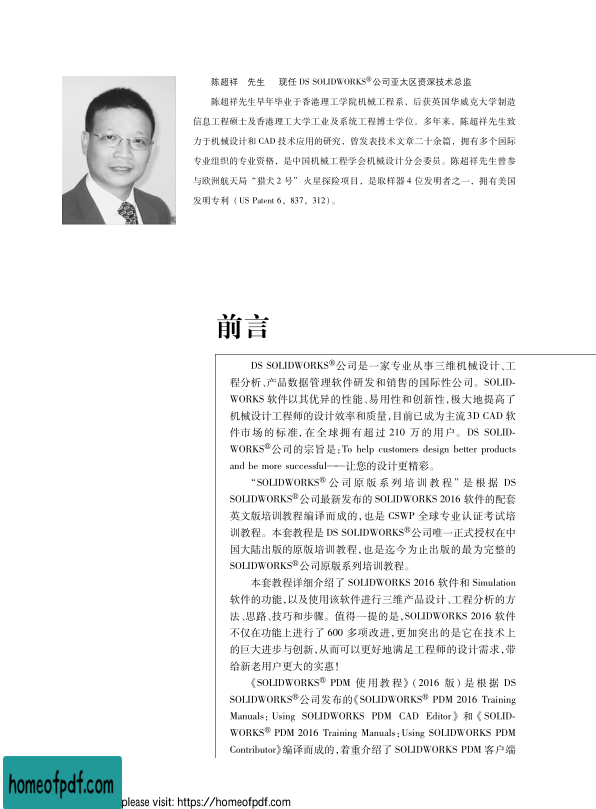 陈超祥 先生 现任 DS SOLIDWORKS®公司亚太区资深技术总监
陈超祥先生早年毕业于香港理工学院机械工程系，后获英国华威克大学制造
信息工程硕士及香港理工大学工业及系统工程博士学位。多年来，陈超祥先生致
力于机械设计和 CAD 技术应用的研究，曾发表技术文章二十余篇，拥有多个国际
专业组织的专业资格，是中国机械工程学会机械设计分会委员。陈超祥先生曾参
与欧洲航天局“猎犬 2 号”火星探险项目，是取样器 4 位发明者之一，拥有美国
发明专利（US Patent 6，837，312）。
前言
DS SOLIDWORKS®公司是一家专业从事三维机械设计、工
程分析、产品数据管理软件研发和销售的国际性公司。SOLID-
WORKS 软件以其优异的性能、易用性和创新性，极大地提高了
机械设计工程师的设计效率和质量，目前已成为主流 3D CAD 软
件市场的标准，在全球拥有超过 210 万的用户。DS SOLID-
WORKS®公司的宗旨是：To help customers design better products
and be more successful——让您的设计更精彩。
“SOLIDWORKS®公司原版系列培训教程”是根据 DS
SOLIDWORKS®公司最新发布的 SOLIDWORKS 2016 软件的配套
英文版培训教程编译而成的，也是 CSWP 全球专业认证考试培
训教程。本套教程是 DS SOLIDWORKS®公司唯一正式授权在中
国大陆出版的原版培训教程，也是迄今为止出版的最为完整的
SOLIDWORKS®公司原版系列培训教程。
本套教程详细介绍了 SOLIDWORKS 2016 软件和 Simulation
软件的功能，以及使用该软件进行三维产品设计、工程分析的方
法、思路、技巧和步骤。值得一提的是，SOLIDWORKS 2016 软件
不仅在功能上进行了 600 多项改进，更加突出的是它在技术上
的巨大进步与创新，从而可以更好地满足工程师的设计需求，带
给新老用户更大的实惠！
《SOLIDWORKS® PDM 使用教程》（2016 版）是根据 DS
SOLIDWORKS®公司发布的《SOLIDWORKS® PDM 2016 Training
Manuals：Using SOLIDWORKS PDM CAD Editor》和《SOLID-
WORKS® PDM 2016 Training Manuals：Using SOLIDWORKS PDM
Contributor》编译而成的，着重介绍了 SOLIDWORKS PDM 客户端
homeofpdf.com
please visit: https://homeofpdf.com